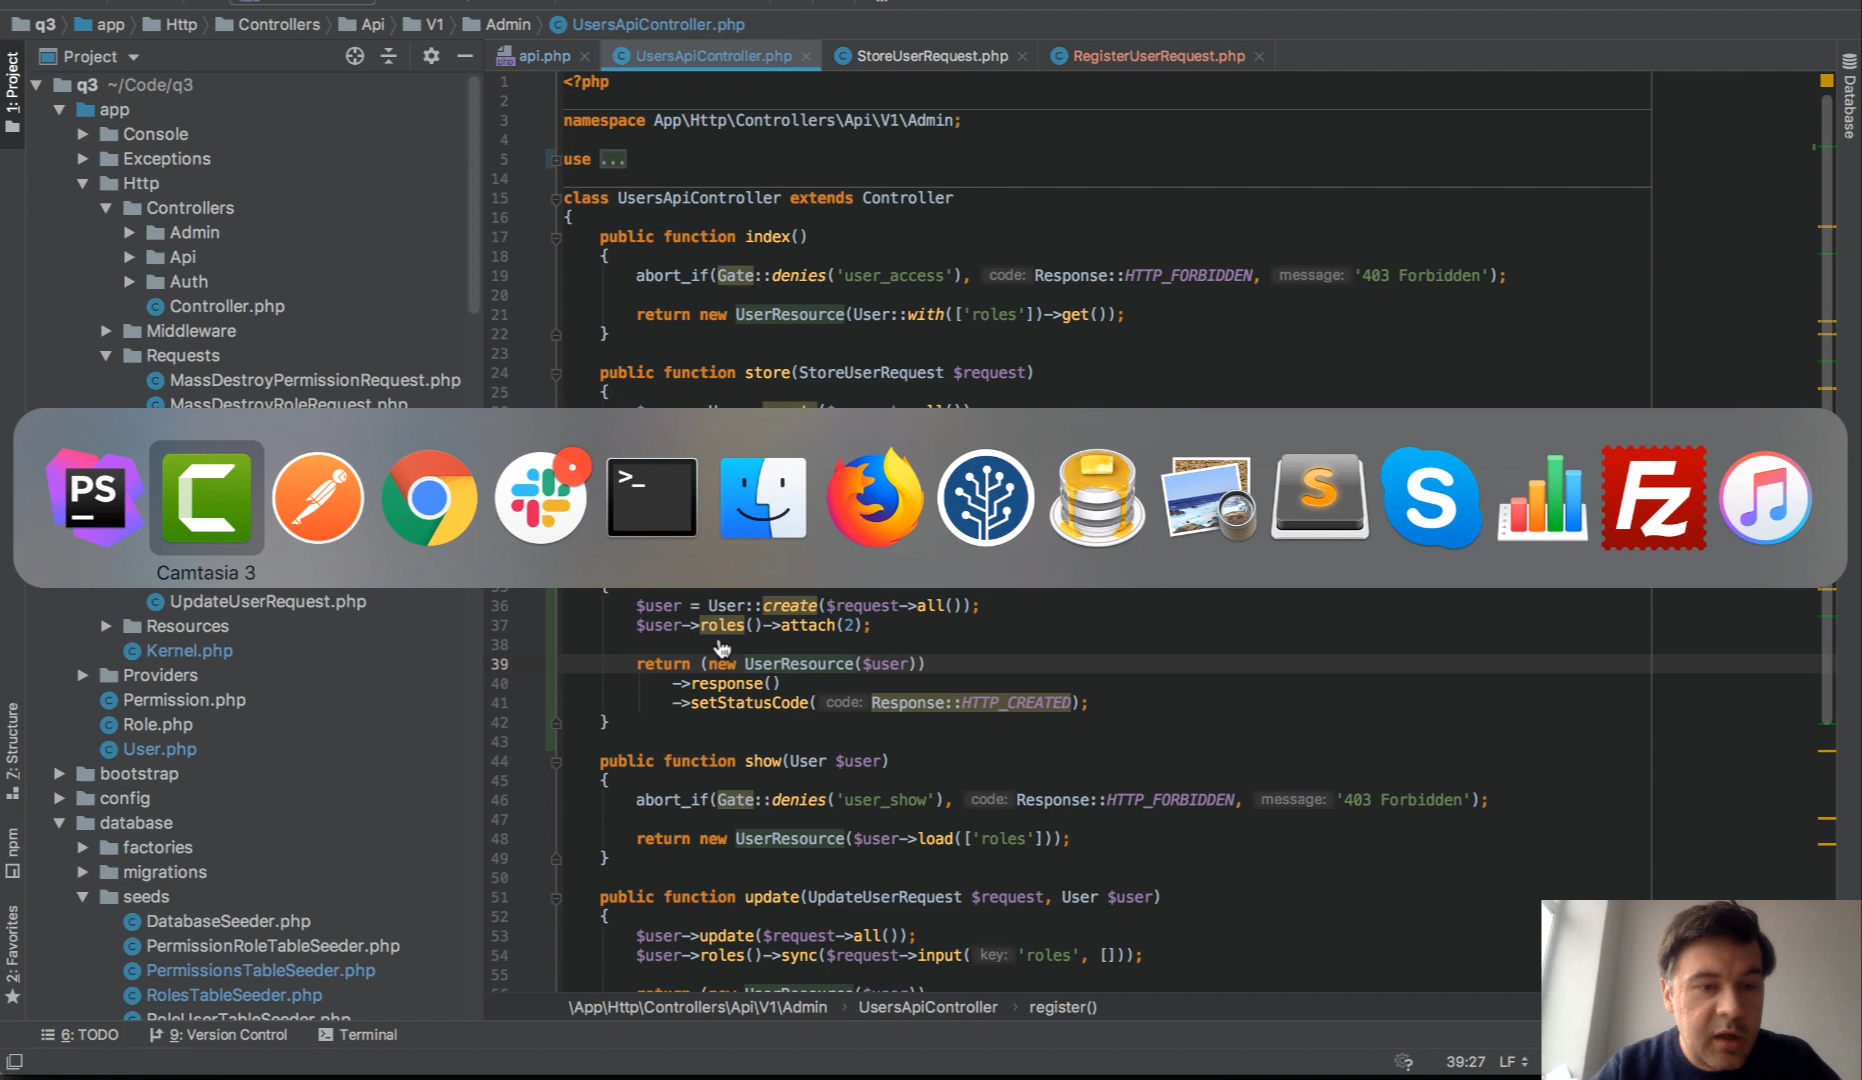 q3 app Http Controllers Api V1 Admin UsersApiController.php
1: Project
Project
api.php
UsersApiController.php
StoreUserRequest.php
RegisterUserRequest.php
Database
q3 ~/Code/q3
app
Console
Exceptions
Http
Controllers
Admin
Api
Auth
Controller.php
Middleware
Requests
MassDestroyPermissionRequest.php
MassDestroyRoleRequest.php
1 <?php
2
3 namespace App\Http\Controllers\Api\V1\Admin;
4
5 use ...
14
15 class UsersApiController extends Controller
16 {
17 public function index()
18 {
19 abort_if(Gate::denies('user_access'), code: Response::HTTP_FORBIDDEN, message: '403 Forbidden');
20
21 return new UserResource(User::with(['roles'])->get());
22 }
23
24 public function store(StoreUserRequest $request)
25 {
PS
>_
S
S
Fz
Camtasia 3
UpdateUserRequest.php
Resources
Kernel.php
Providers
Permission.php
Role.php
User.php
bootstrap
config
database
factories
migrations
seeds
DatabaseSeeder.php
PermissionRoleTableSeeder.php
PermissionsTableSeeder.php
RolesTableSeeder.php
RoleUserTableSeeder.php
{
36 $user = User::create($request->all());
37 $user->roles()->attach(2);
38
39 return (new UserResource($user))
40 ->response()
41 ->setStatusCode( code: Response::HTTP_CREATED);
42 }
43
44 public function show(User $user)
45 {
46 abort_if(Gate::denies('user_show'), code: Response::HTTP_FORBIDDEN, message: '403 Forbidden');
47
48 return new UserResource($user->load(['roles']));
49 }
50
51 public function update(UpdateUserRequest $request, User $user)
52 {
53 $user->update($request->all());
54 $user->roles()->sync($request->input( key: 'roles', []));
55
return (new UserResource($user))
7: Structure
npm
2: Favorites
\App\Http\Controllers\Api\V1\Admin › UsersApiController › register()
6: TODO
9: Version Control
Terminal
39:27 LF